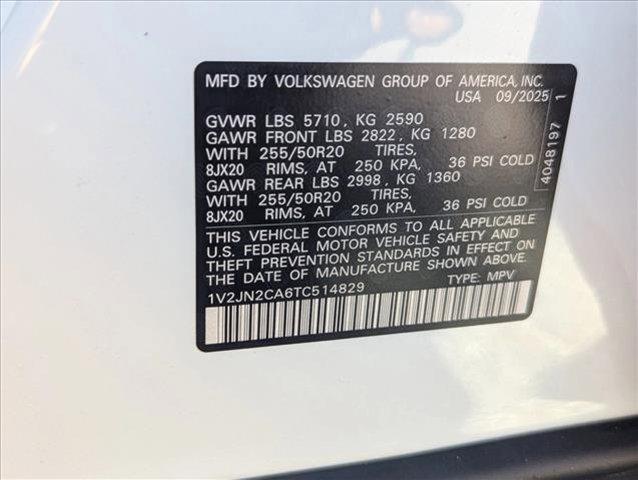 MFD BY VOLKSWAGEN GROUP OF AMERICA, INC.
USA 09/2025
GVWR LBS 5710, KG 2590
GAWR FRONT LBS 2822, KG 1280
WITH 255/50R20 TIRES,
8JX20 RIMS, AT 250 KPA, 36 PSI COLD
GAWR REAR LBS 2998, KG 1360
WITH 255/50R20 TIRES,
8JX20 RIMS, AT 250 KPA, 36 PSI COLD
THIS VEHICLE CONFORMS TO ALL APPLICABLE
U.S. FEDERAL MOTOR VEHICLE SAFETY AND
THEFT PREVENTION STANDARDS IN EFFECT ON
THE DATE OF MANUFACTURE SHOWN ABOVE.
1V2JN2CA6TC514829 TYPE: MPV
4048197 1